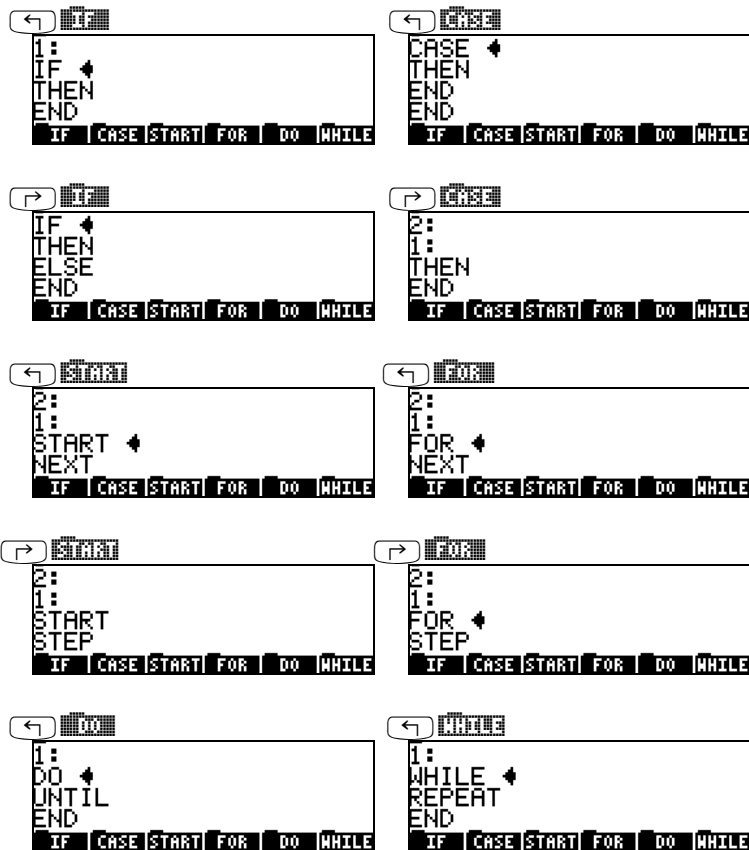 IF
1:
IF
THEN
END
IF CASE START FOR DO WHILE
CASE
CASE
THEN
END
END
IF CASE START FOR DO WHILE
IF
IF
THEN
ELSE
END
IF CASE START FOR DO WHILE
CASE
2:
1:
THEN
END
IF CASE START FOR DO WHILE
START
2:
1:
START
NEXT
IF CASE START FOR DO WHILE
FOR
2:
1:
FOR
NEXT
IF CASE START FOR DO WHILE
START
2:
1:
START
STEP
IF CASE START FOR DO WHILE
FOR
2:
1:
FOR
STEP
IF CASE START FOR DO WHILE
DO
1:
DO
UNTIL
END
IF CASE START FOR DO WHILE
WHILE
1:
WHILE
REPEAT
END
IF CASE START FOR DO WHILE